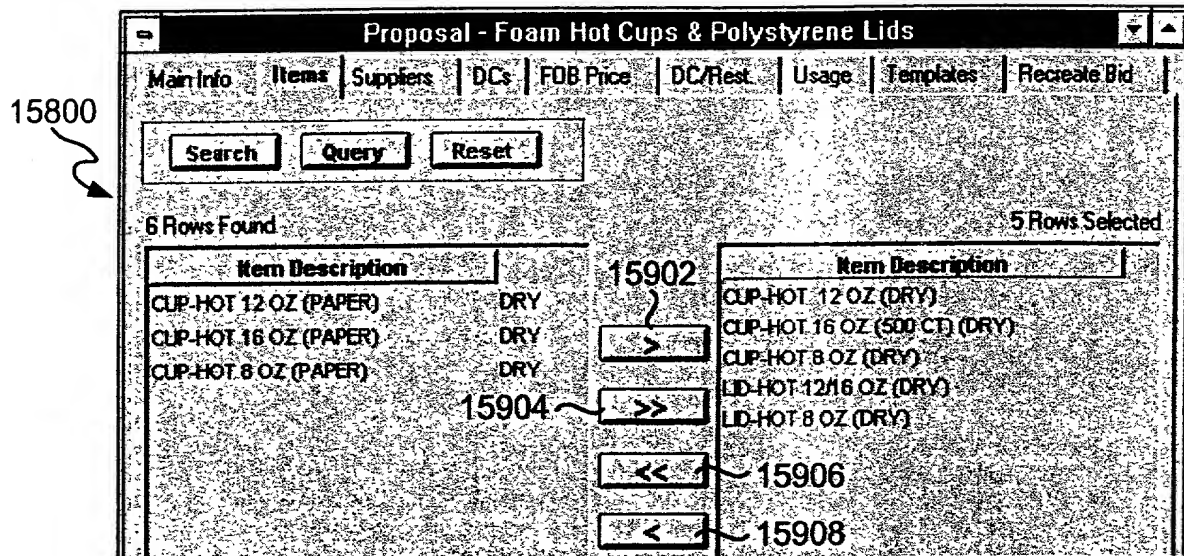 Proposal - Foam Hot Cups & Polystyrene Lids
Main Info Items Suppliers DCs FOB Price DC/Rest. Usage Templates Recreate Bid
15800
Search Query Reset
6 Rows Found 5 Rows Selected
Item Description Item Description
15902
CUP-HOT 12 OZ (PAPER) DRY CUP-HOT 12 OZ (DRY)
CUP-HOT 16 OZ (PAPER) DRY > CUP-HOT 16 OZ (500 CT) (DRY)
CUP-HOT 8 OZ (PAPER) DRY CUP-HOT 8 OZ (DRY)
LID-HOT 12/16 OZ (DRY)
15904 >> LID-HOT 8 OZ (DRY)
<< 15906
< 15908